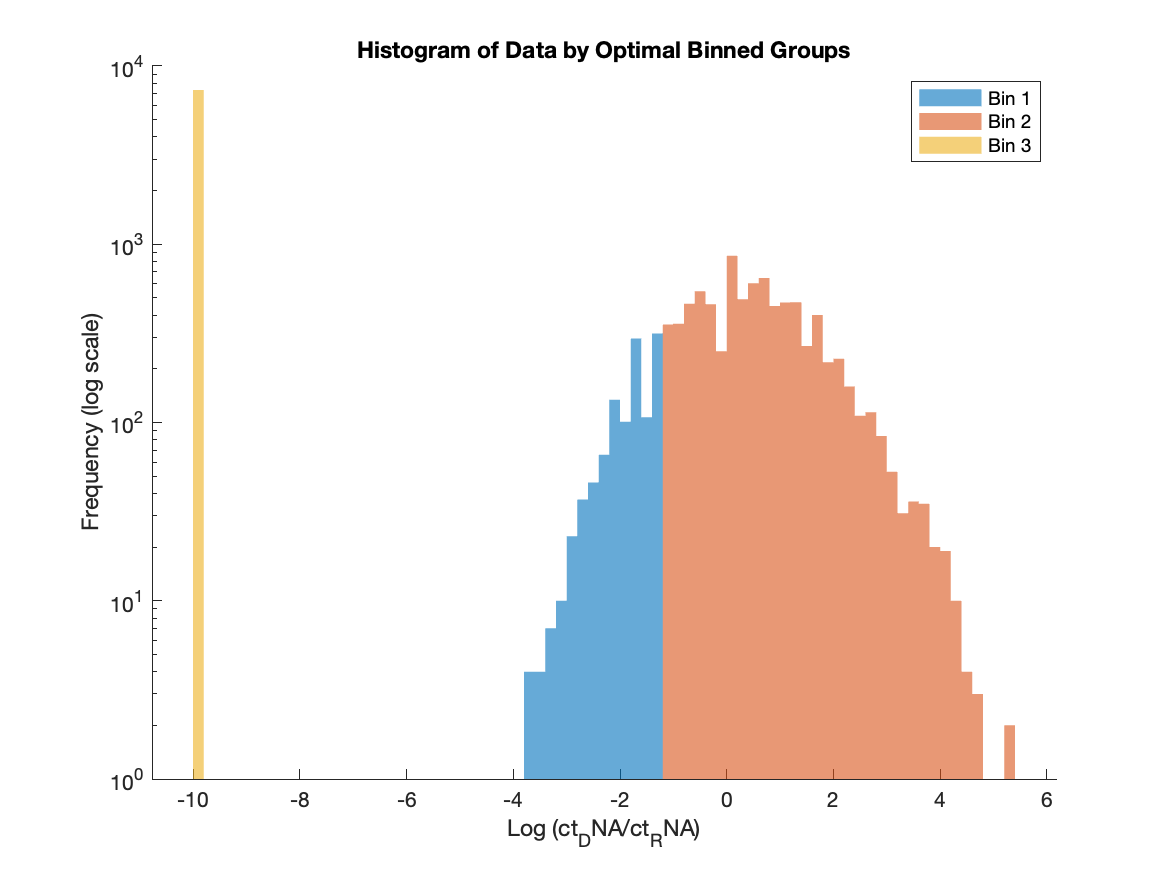 Histogram of Data by Optimal Binned Groups
Bin 1
Bin 2
Bin 3
Frequency (log scale)
10^4
10^3
10^2
10^1
10^0
-10 -8 -6 -4 -2 0 2 4 6
Log (ct_DNA/ct_RNA)